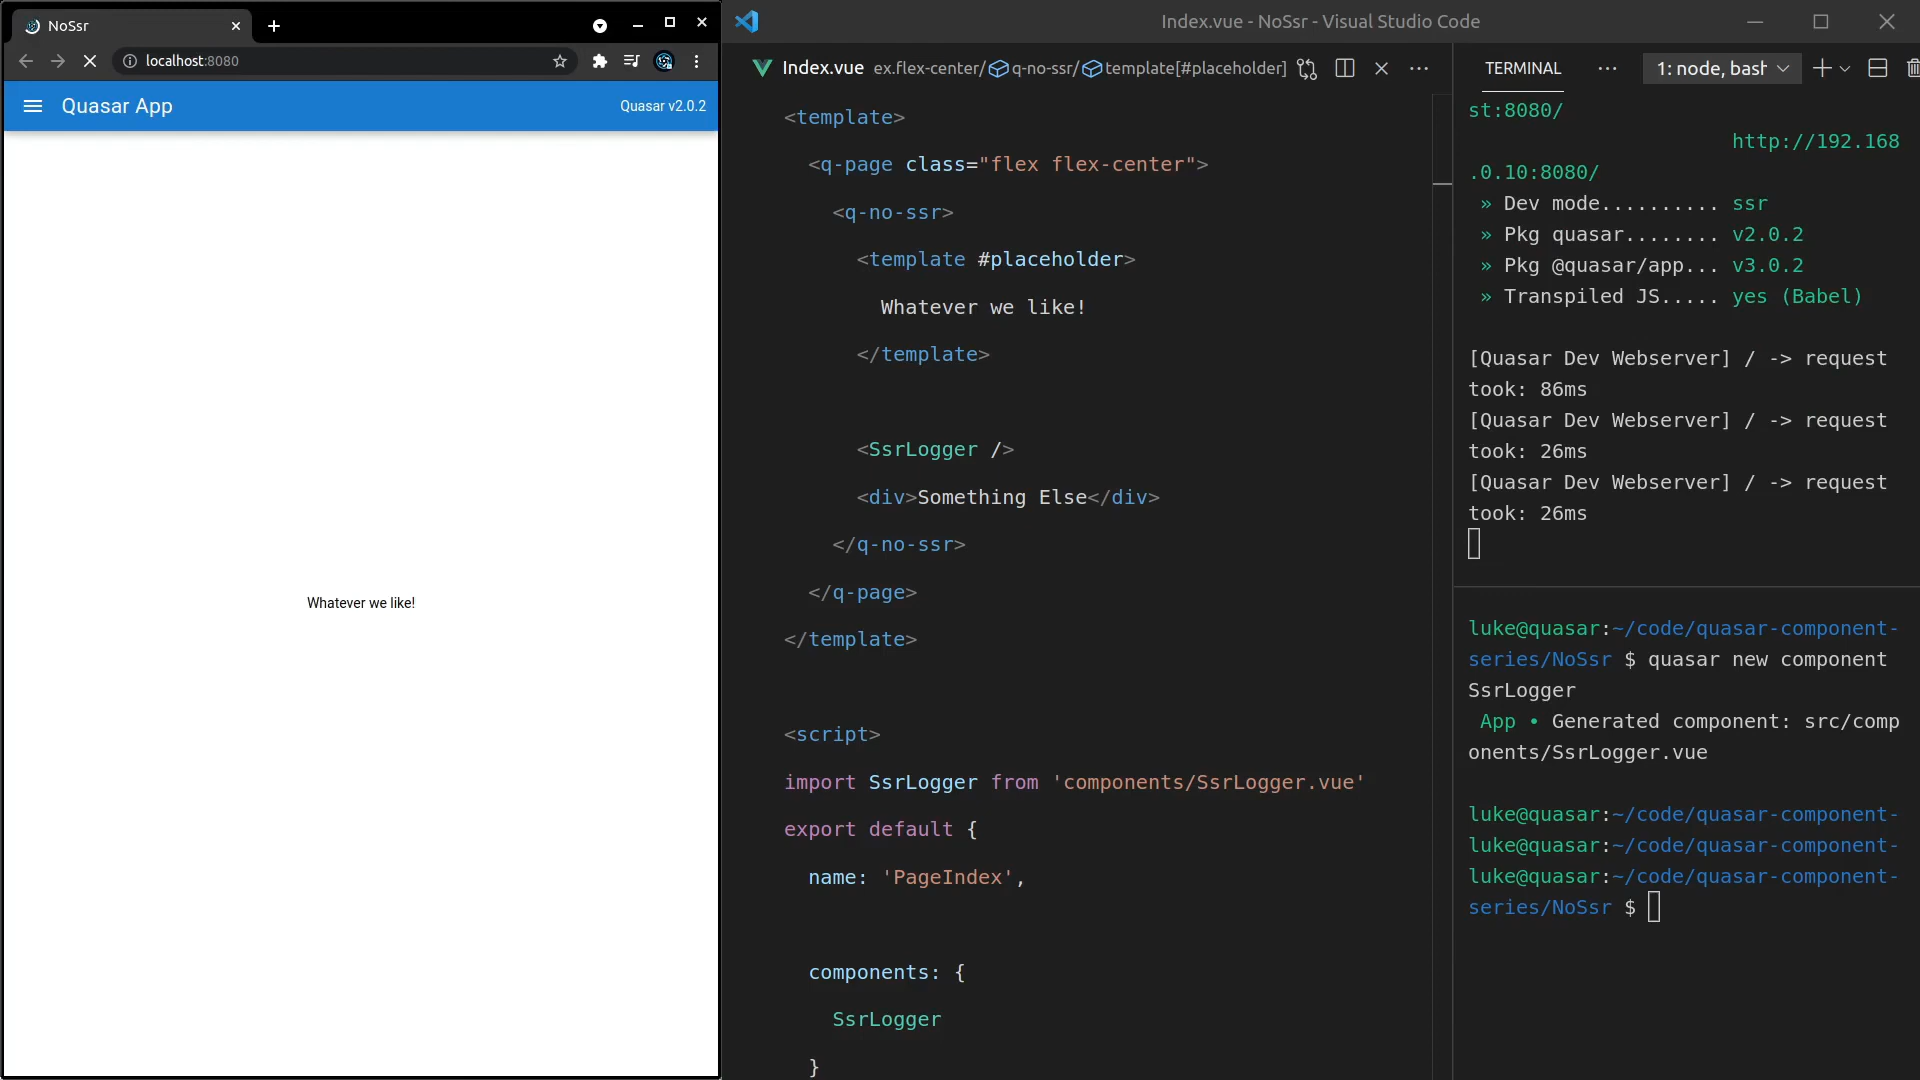 NoSsr
localhost:8080
Quasar App
Quasar v2.0.2
Whatever we like!
Index.vue - NoSsr - Visual Studio Code
Index.vue ex.flex-center/ q-no-ssr/ template[#placeholder]
<template>
<q-page class="flex flex-center">
<q-no-ssr>
<template #placeholder>
Whatever we like!
</template>
<SsrLogger />
<div>Something Else</div>
</q-no-ssr>
</q-page>
</template>
<script>
import SsrLogger from 'components/SsrLogger.vue'
export default {
name: 'PageIndex',
components: {
SsrLogger
}
TERMINAL
1: node, bash
st:8080/
http://192.168
.0.10:8080/
» Dev mode.......... ssr
» Pkg quasar........ v2.0.2
» Pkg @quasar/app... v3.0.2
» Transpiled JS..... yes (Babel)
[Quasar Dev Webserver] / -> request
took: 86ms
[Quasar Dev Webserver] / -> request
took: 26ms
[Quasar Dev Webserver] / -> request
took: 26ms
luke@quasar:~/code/quasar-component-
series/NoSsr $ quasar new component
SsrLogger
App • Generated component: src/comp
onents/SsrLogger.vue
luke@quasar:~/code/quasar-component-
luke@quasar:~/code/quasar-component-
luke@quasar:~/code/quasar-component-
series/NoSsr $